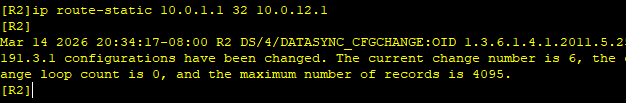 [R2]ip route-static 10.0.1.1 32 10.0.12.1
[R2]
Mar 14 2026 20:34:17-08:00 R2 DS/4/DATASYNC_CFGCHANGE:OID 1.3.6.1.4.1.2011.5.25
191.3.1 configurations have been changed. The current change number is 6, the
ange loop count is 0, and the maximum number of records is 4095.
[R2]